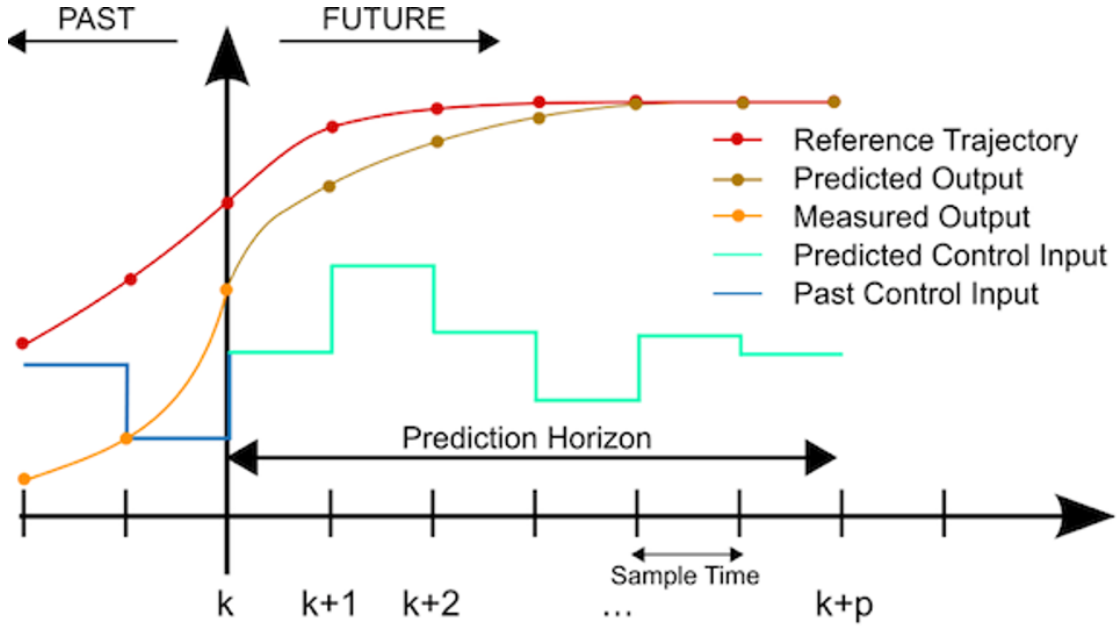 PAST
FUTURE
Reference Trajectory
Predicted Output
Measured Output
Predicted Control Input
Past Control Input
Prediction Horizon
Sample Time
k
k+1
k+2
...
k+p